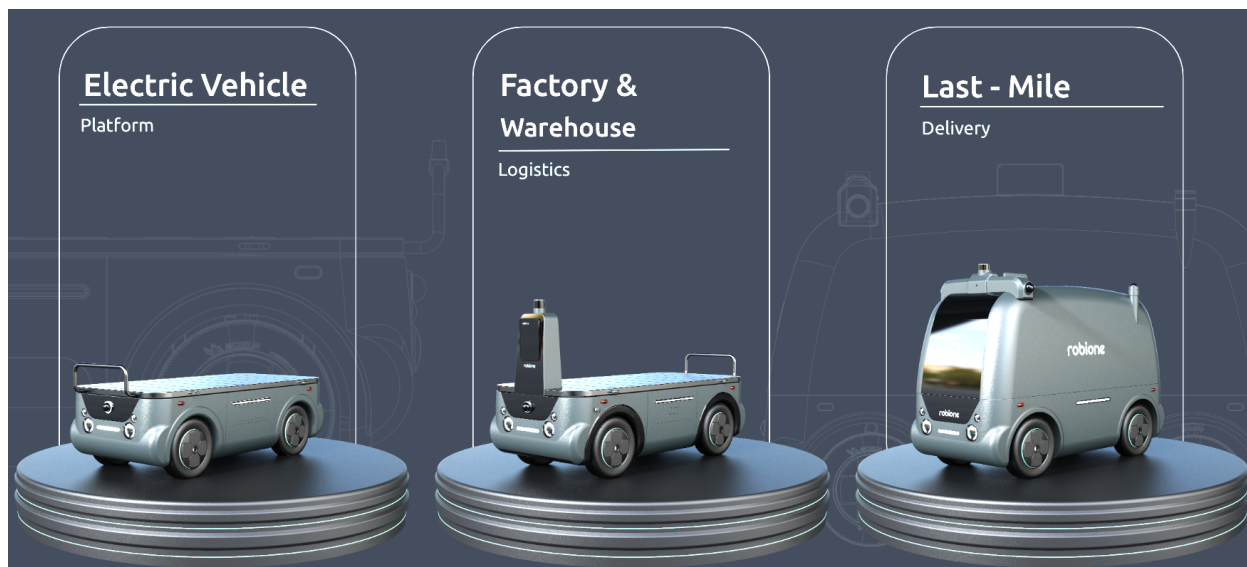 Electric Vehicle
Platform
Factory &
Warehouse
Logistics
Last - Mile
Delivery
robione
robione
robione